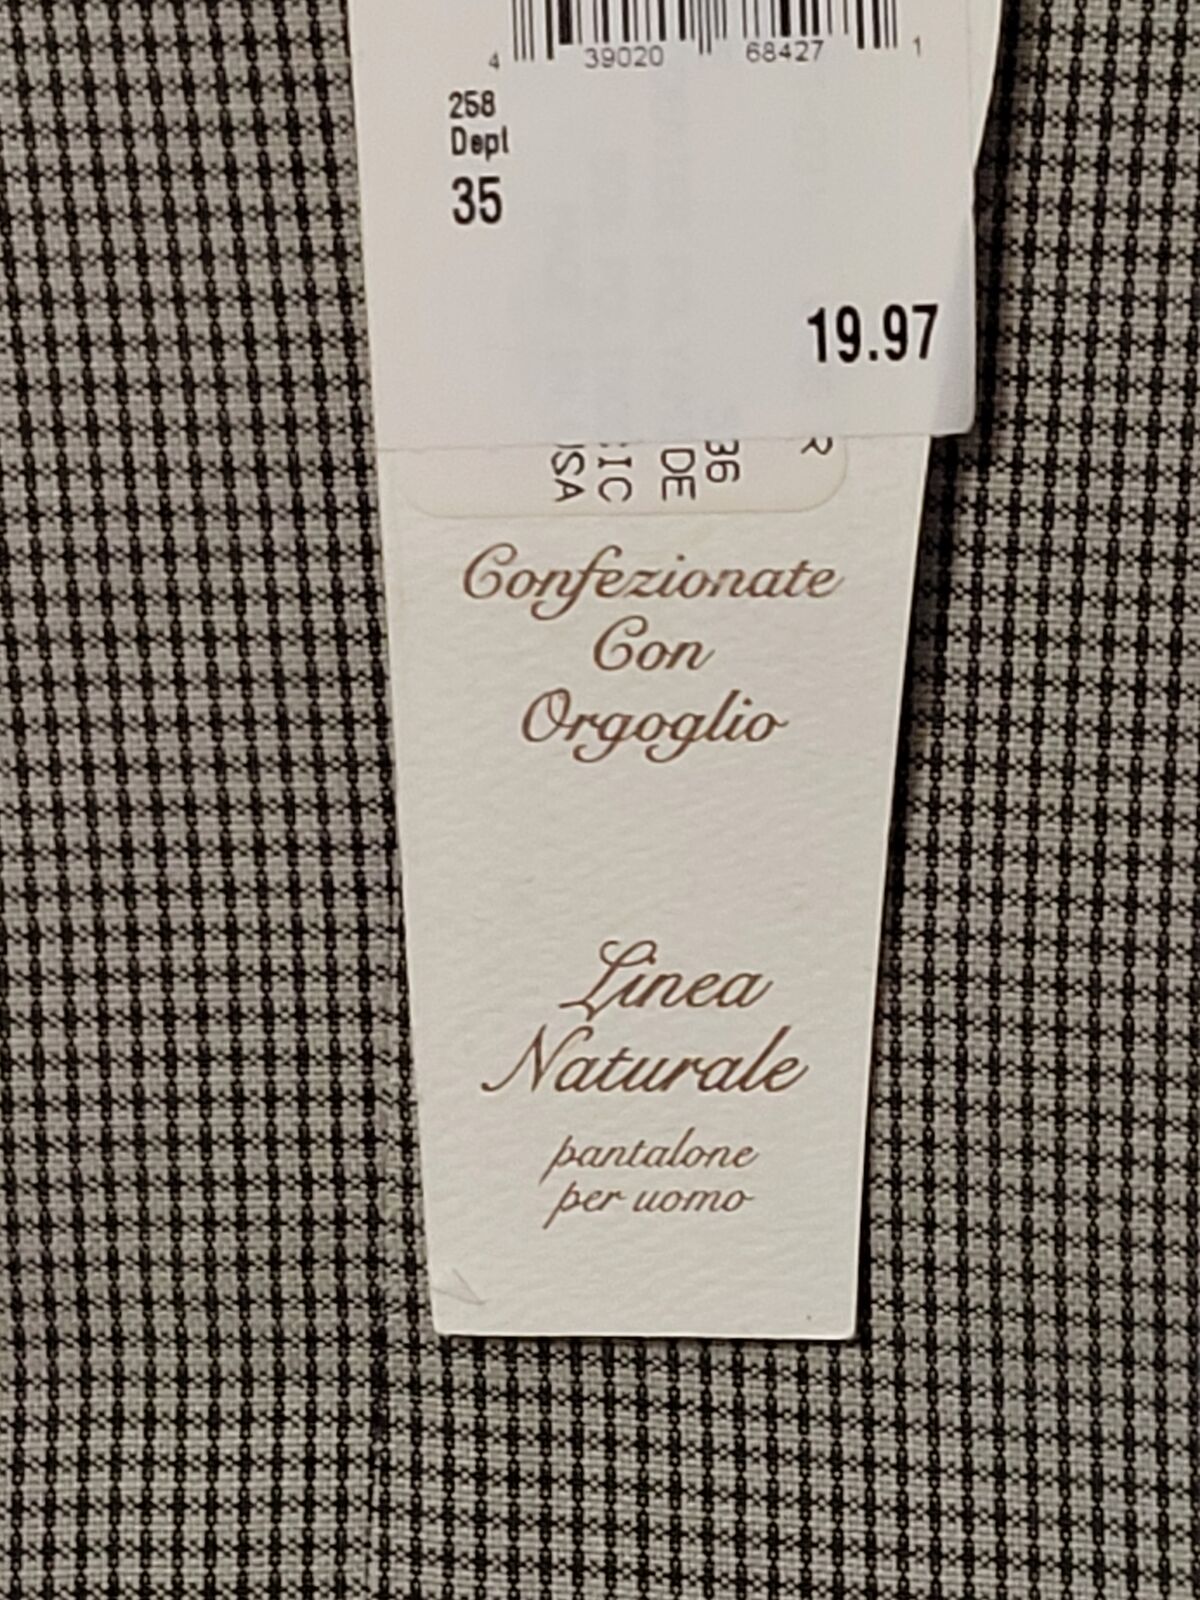 4 39020 68427 1
258
Dept
35
19.97
R
36
DE
IC
USA
Confezionate
Con
Orgoglio
Linea
Naturale
pantalone
per uomo